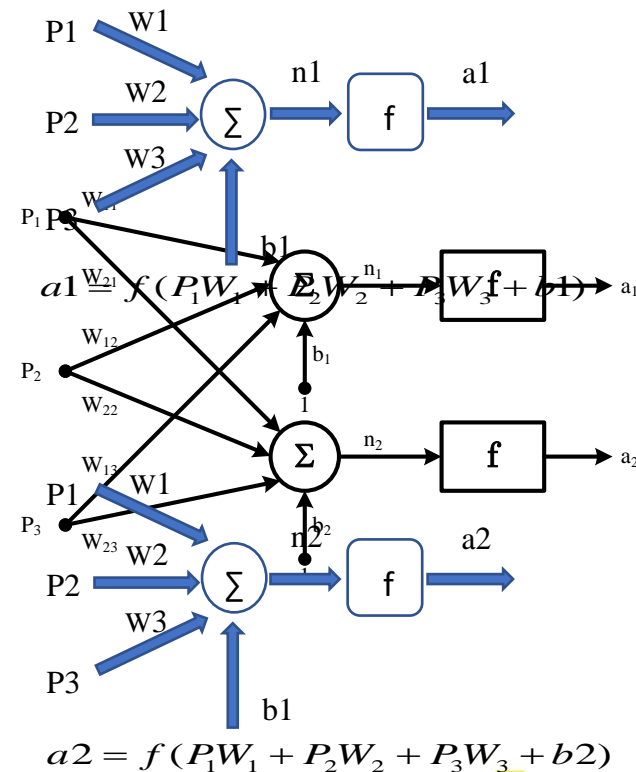 W1
P1
n1 a1
W2
P2 Σ f
W3
W11
P1 P3
b1
W21 Σ n1 f a1
a1 = f(P1W1 + P2W2 + P3W3 + b1)
W12
b1
P2
1
W22
n2
Σ f a2
W13
P1 W1
b2
P3 n2 a2
W23
W2
P2 Σ f
W3
P3
b1
a2 = f(P1W1 + P2W2 + P3W3 + b2)